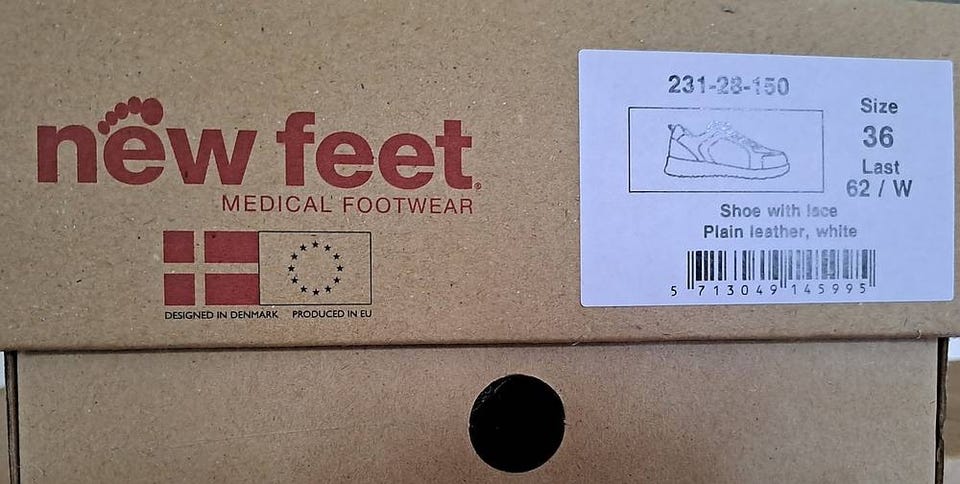 new feet
MEDICAL FOOTWEAR
DESIGNED IN DENMARK PRODUCED IN EU
231-28-150
Size
36
Last
62 / W
Shoe with lace
Plain leather, white
5 713049 145995